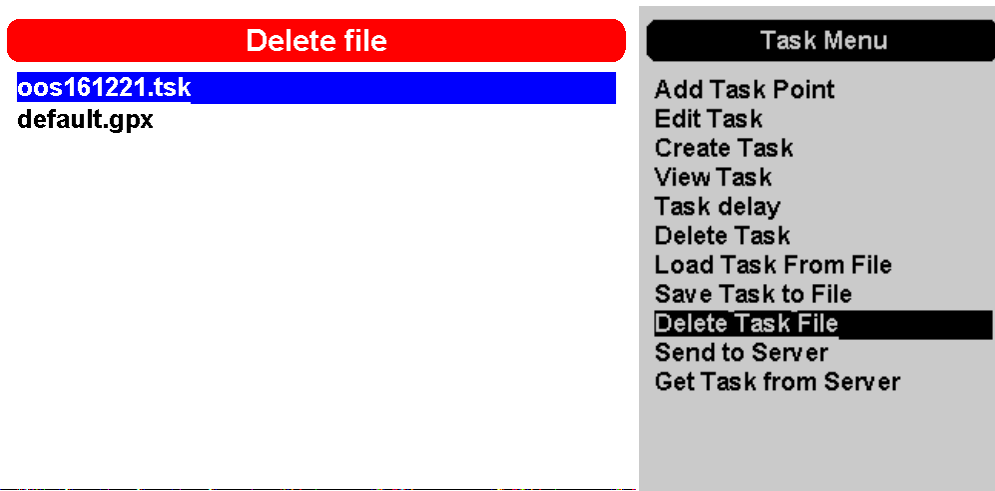 Delete file
oos161221.tsk
default.gpx
Task Menu
Add Task Point
Edit Task
Create Task
View Task
Task delay
Delete Task
Load Task From File
Save Task to File
Delete Task File
Send to Server
Get Task from Server